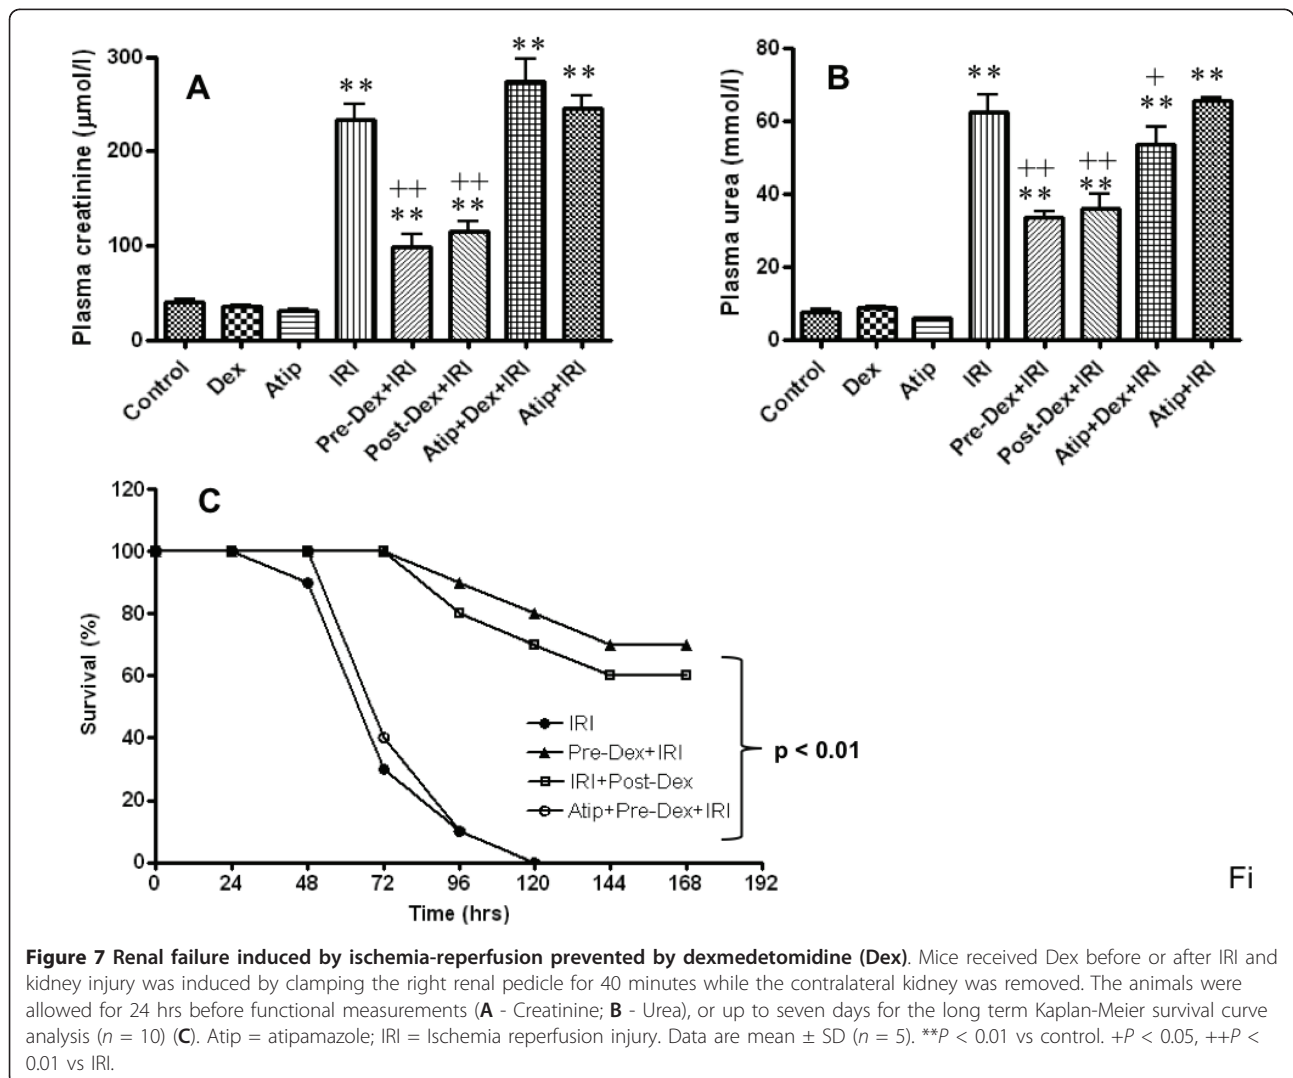 A
Plasma creatinine (µmol/l)
300
200
100
0
**
++
**
++
**
**
**
Control
Dex
Atip
IRI
Pre-Dex+IRI
Post-Dex+IRI
Atip+Dex+IRI
Atip+IRI
B
Plasma urea (mmol/l)
80
60
40
20
0
**
++
**
++
**
+
**
**
Control
Dex
Atip
IRI
Pre-Dex+IRI
Post-Dex+IRI
Atip+Dex+IRI
Atip+IRI
C
Survival (%)
120
100
80
60
40
20
0
0 24 48 72 96 120 144 168 192
Time (hrs)
IRI
Pre-Dex+IRI
IRI+Post-Dex
Atip+Pre-Dex+IRI
p < 0.01
Fi
Figure 7 Renal failure induced by ischemia-reperfusion prevented by dexmedetomidine (Dex). Mice received Dex before or after IRI and
kidney injury was induced by clamping the right renal pedicle for 40 minutes while the contralateral kidney was removed. The animals were
allowed for 24 hrs before functional measurements (A - Creatinine; B - Urea), or up to seven days for the long term Kaplan-Meier survival curve
analysis (n = 10) (C). Atip = atipamazole; IRI = Ischemia reperfusion injury. Data are mean ± SD (n = 5). **P < 0.01 vs control. +P < 0.05, ++P <
0.01 vs IRI.